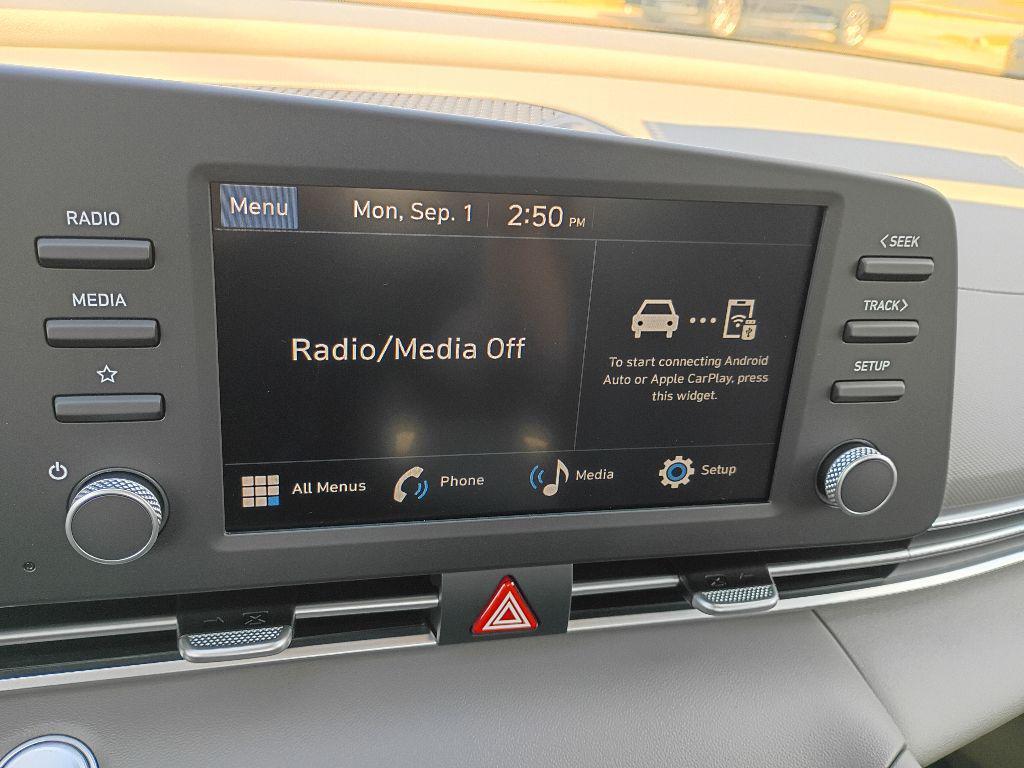 Menu
Mon, Sep. 1
2:50 PM
RADIO
MEDIA
Radio/Media Off
To start connecting Android
Auto or Apple CarPlay, press
this widget.
<SEEK
TRACK>
SETUP
All Menus
Phone
Media
Setup